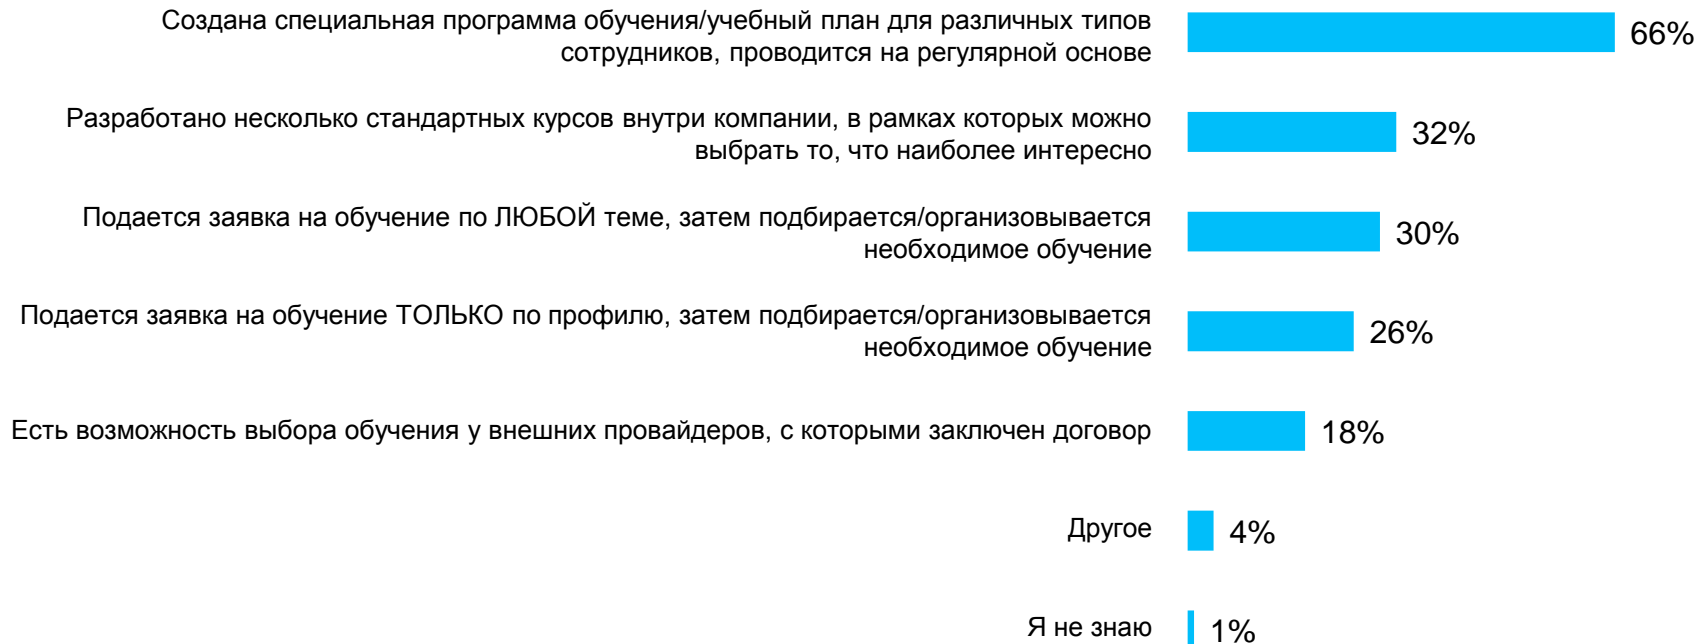 Создана специальная программа обучения/учебный план для различных типов
сотрудников, проводится на регулярной основе
66%
Разработано несколько стандартных курсов внутри компании, в рамках которых можно
выбрать то, что наиболее интересно
32%
Подается заявка на обучение по ЛЮБОЙ теме, затем подбирается/организовывается
необходимое обучение
30%
Подается заявка на обучение ТОЛЬКО по профилю, затем подбирается/организовывается
необходимое обучение
26%
Есть возможность выбора обучения у внешних провайдеров, с которыми заключен договор
18%
Другое
4%
Я не знаю
1%